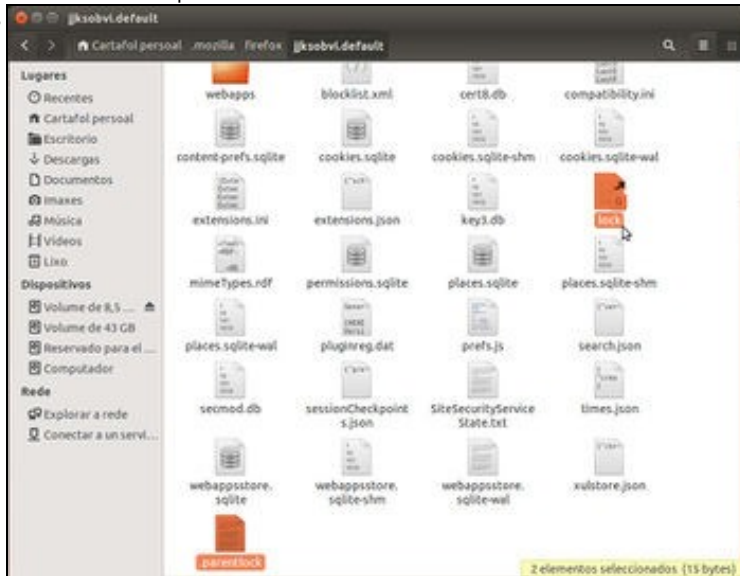 jjksobvi.default
Cartafol persoal .mozilla firefox jjksobvi.default
Lugares
Recentes
Cartafol persoal
Escritorio
Descargas
Documentos
Imaxes
Música
Vídeos
Lixo
Dispositivos
Volume de 8,5 ...
Volume de 43 GB
Reservado para el ...
Computador
Rede
Explorar a rede
Conectar a un servi...
webapps blocklist.xml cert8.db compatibility.ini
content-prefs.sqlite cookies.sqlite cookies.sqlite-shm cookies.sqlite-wal
extensions.ini extensions.json key3.db lock
mimeTypes.rdf permissions.sqlite places.sqlite places.sqlite-shm
places.sqlite-wal pluginreg.dat prefs.js search.json
secmod.db sessionCheckpoint SiteSecurityService times.json
s.json State.txt
webappsstore. webappsstore. webappsstore. xulstore.json
sqlite sqlite-shm sqlite-wal
.parentlock
2 elementos seleccionados (15 bytes)